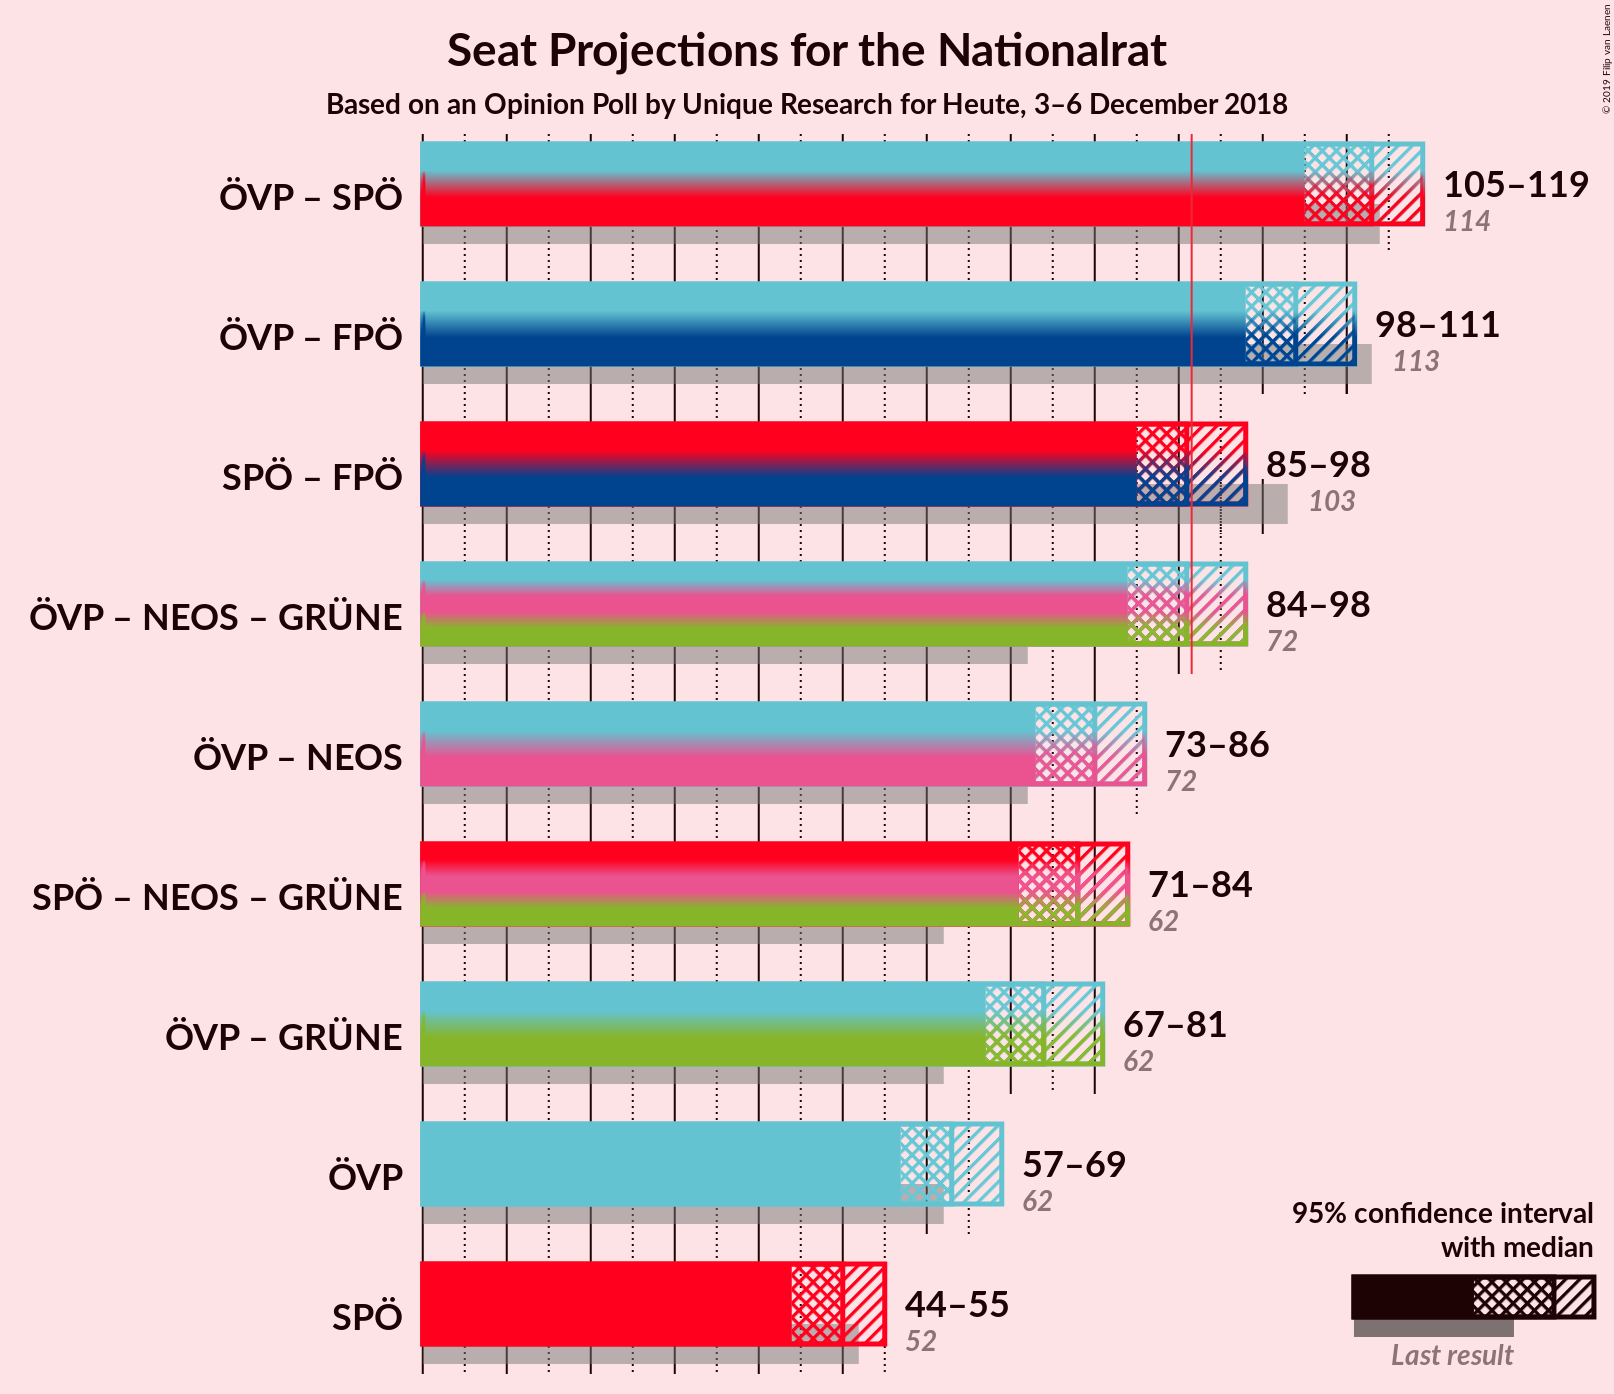 Seat Projections for the Nationalrat
Based on an Opinion Poll by Unique Research for Heute, 3–6 December 2018
© 2019 Filip van Laenen
ÖVP – SPÖ
105–119
114
ÖVP – FPÖ
98–111
113
SPÖ – FPÖ
85–98
103
ÖVP – NEOS – GRÜNE
84–98
72
ÖVP – NEOS
73–86
72
SPÖ – NEOS – GRÜNE
71–84
62
ÖVP – GRÜNE
67–81
62
ÖVP
57–69
62
SPÖ
44–55
52
95% confidence interval
with median
Last result